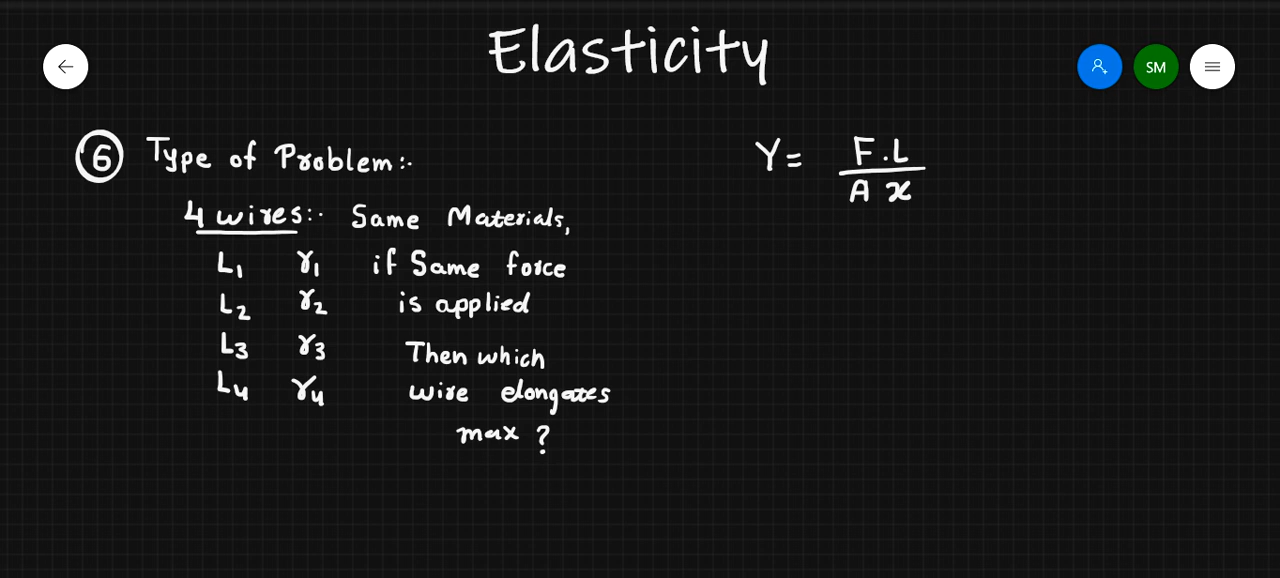 Elasticity
SM
6 Type of Problem:-
Y = F.L / A x
4 wires:- Same Materials,
L1 r1 if Same force
L2 r2 is applied
L3 r3 Then which
L4 r4 wire elongates
max ?